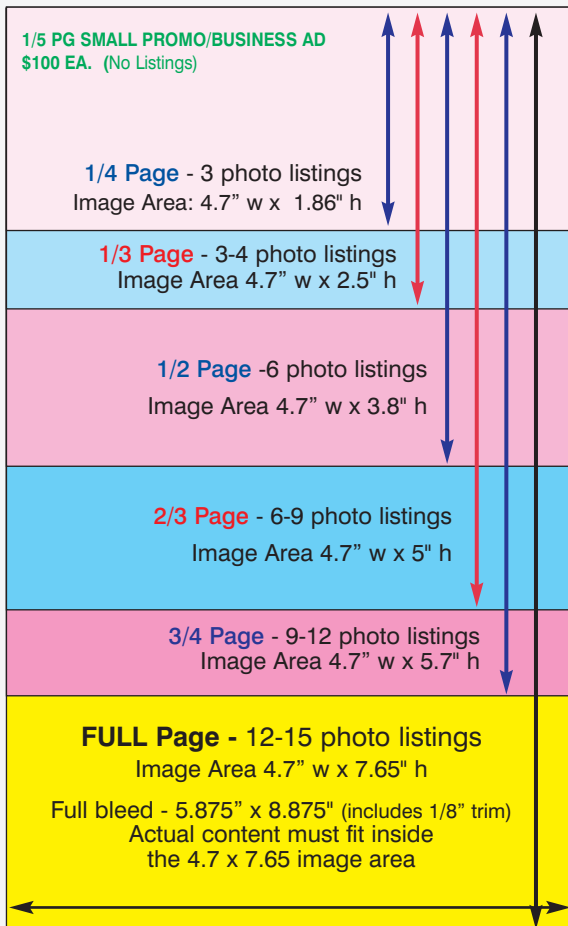 1/5 PG SMALL PROMO/BUSINESS AD
$100 EA. (No Listings)
1/4 Page - 3 photo listings
Image Area: 4.7” w x 1.86" h
1/3 Page - 3-4 photo listings
Image Area 4.7” w x 2.5" h
1/2 Page -6 photo listings
Image Area 4.7” w x 3.8" h
2/3 Page - 6-9 photo listings
Image Area 4.7” w x 5" h
3/4 Page - 9-12 photo listings
Image Area 4.7” w x 5.7" h
FULL Page - 12-15 photo listings
Image Area 4.7” w x 7.65" h
Full bleed - 5.875” x 8.875" (includes 1/8” trim)
Actual content must fit inside
the 4.7 x 7.65 image area